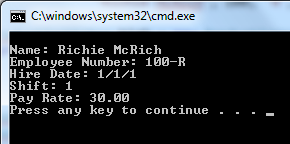 C:\windows\system32\cmd.exe
Name: Richie McRich
Employee Number: 100-R
Hire Date: 1/1/1
Shift: 1
Pay Rate: 30.00
Press any key to continue . . .